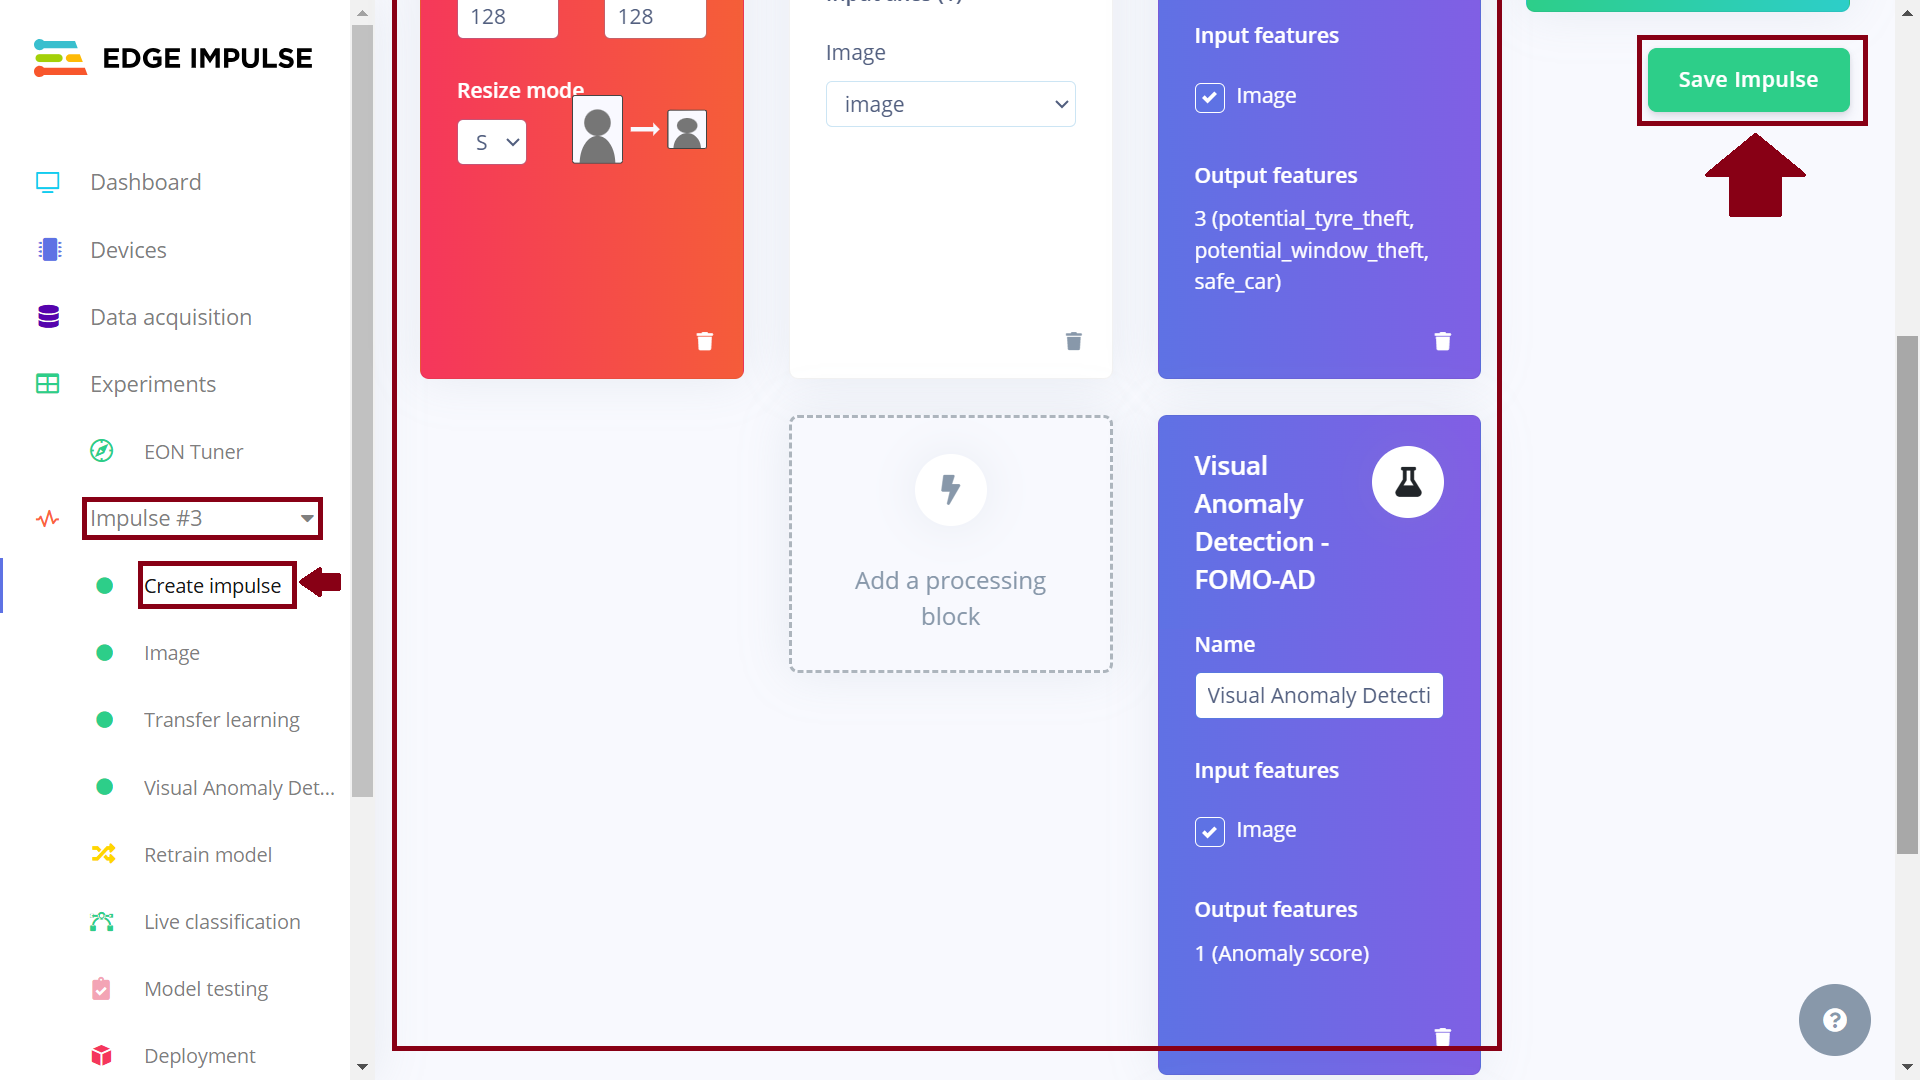 EDGE IMPULSE
Dashboard
Devices
Data acquisition
Experiments
EON Tuner
Impulse #3
Create impulse
Image
Transfer learning
Visual Anomaly Det...
Retrain model
Live classification
Model testing
Deployment
128
128
Resize mode
S
Image
image
Add a processing
block
Input features
Image
Output features
3 (potential_tyre_theft,
potential_window_theft,
safe_car)
Visual
Anomaly
Detection -
FOMO-AD
Name
Visual Anomaly Detecti
Input features
Image
Output features
1 (Anomaly score)
Save Impulse